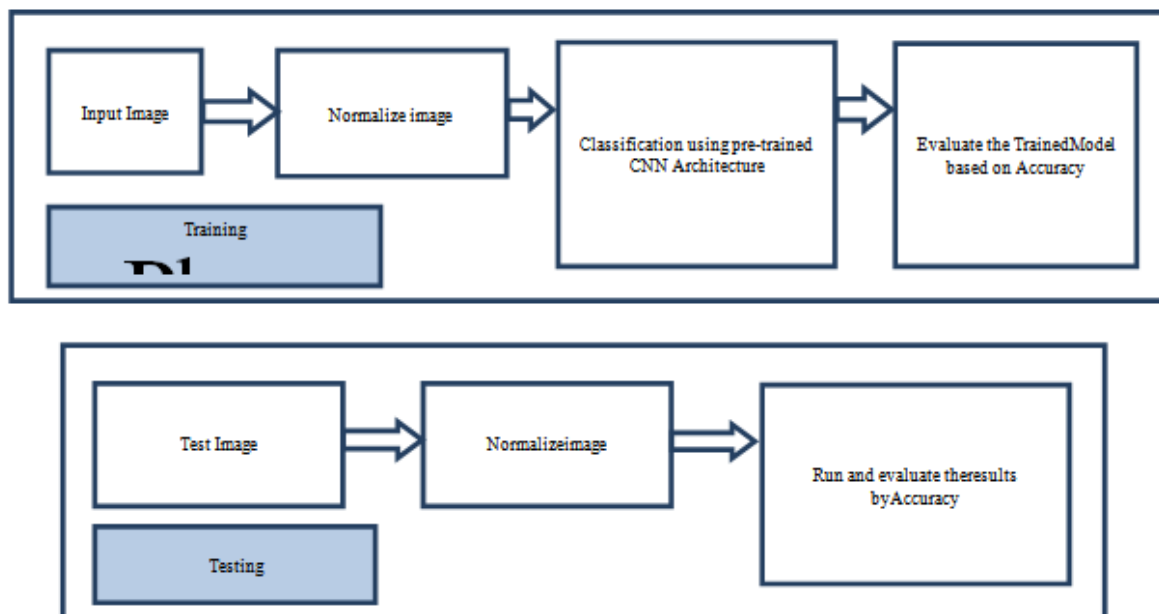 Input Image
Normalize image
Classification using pre-trained
CNN Architecture
Evaluate the TrainedModel
based on Accuracy
Training
Test Image
Normalizeimage
Run and evaluate theresults
byAccuracy
Testing